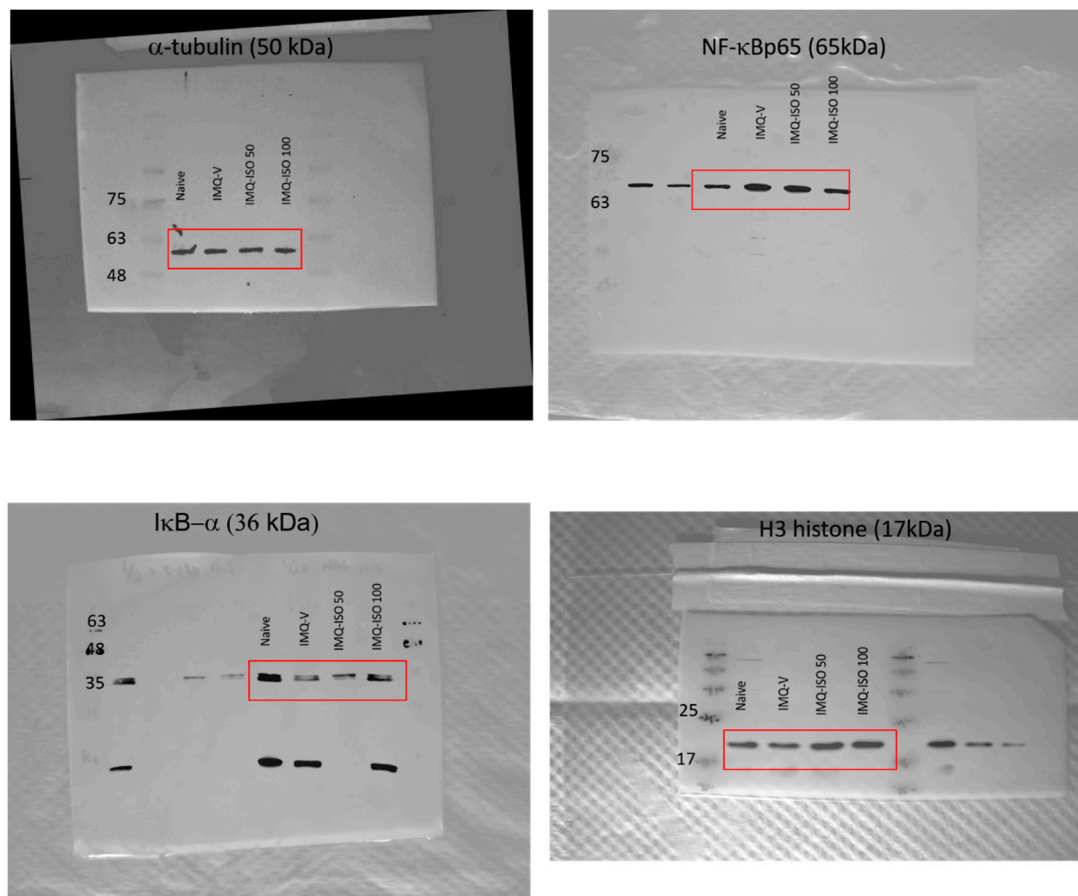 α-tubulin (50 kDa)
Naive
IMQ-V
IMQ-ISO 50
IMQ-ISO 100
75
63
48
NF-κBp65 (65kDa)
Naive
IMQ-V
IMQ-ISO 50
IMQ-ISO 100
75
63
IκB–α (36 kDa)
Naive
IMQ-V
IMQ-ISO 50
IMQ-ISO 100
63
48
35
H3 histone (17kDa)
Naive
IMQ-V
IMQ-ISO 50
IMQ-ISO 100
25
17